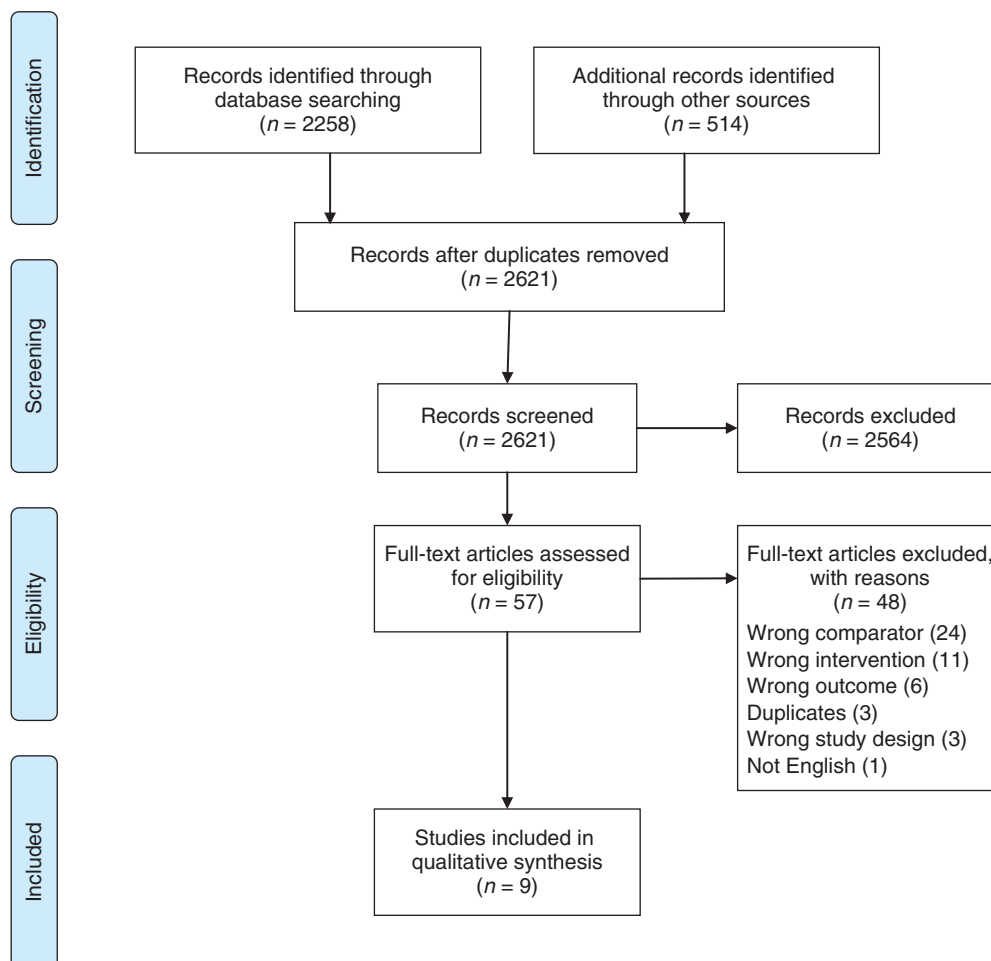 Identification
Records identified through
database searching
(n = 2258)
Additional records identified
through other sources
(n = 514)
Records after duplicates removed
(n = 2621)
Screening
Records screened
(n = 2621)
Records excluded
(n = 2564)
Eligibility
Full-text articles assessed
for eligibility
(n = 57)
Full-text articles excluded,
with reasons
(n = 48)
Wrong comparator (24)
Wrong intervention (11)
Wrong outcome (6)
Duplicates (3)
Wrong study design (3)
Not English (1)
Included
Studies included in
qualitative synthesis
(n = 9)